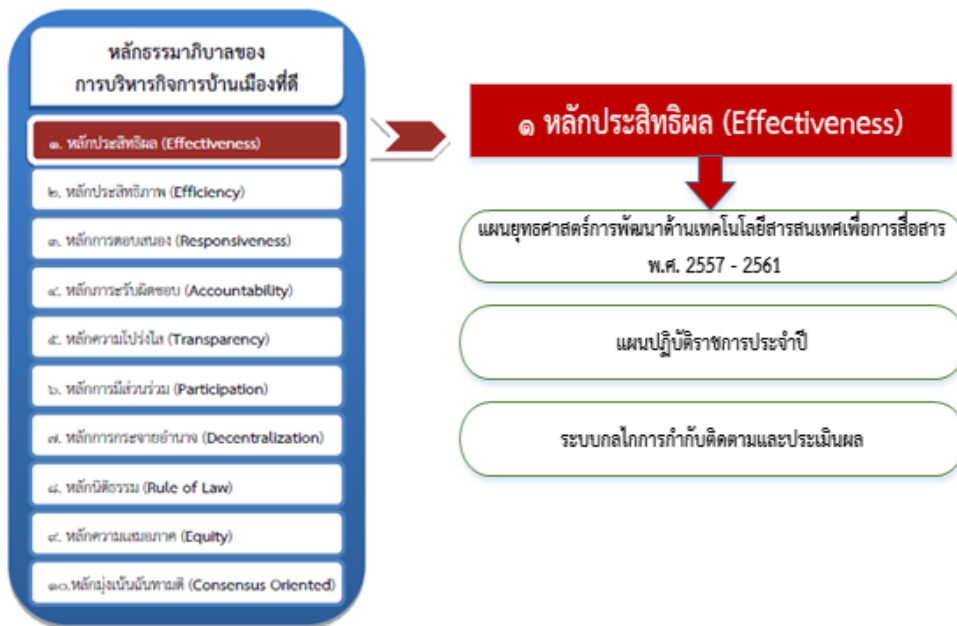 หลักธรรมาภิบาลของ
การบริหารกิจการบ้านเมืองที่ดี
๑. หลักประสิทธิผล (Effectiveness)
๒. หลักประสิทธิภาพ (Efficiency)
๓. หลักการตอบสนอง (Responsiveness)
๔. หลักภาระรับผิดชอบ (Accountability)
๕. หลักความโปร่งใส (Transparency)
๖. หลักการมีส่วนร่วม (Participation)
๗. หลักการกระจายอำนาจ (Decentralization)
๘. หลักนิติธรรม (Rule of Law)
๙. หลักความเสมอภาค (Equity)
๑๐.หลักมุ่งเน้นฉันทามติ (Consensus Oriented)
๑ หลักประสิทธิผล (Effectiveness)
แผนยุทธศาสตร์การพัฒนาด้านเทคโนโลยีสารสนเทศเพื่อการสื่อสาร
พ.ศ. 2557 - 2561
แผนปฏิบัติราชการประจำปี
ระบบกลไกการกำกับติดตามและประเมินผล